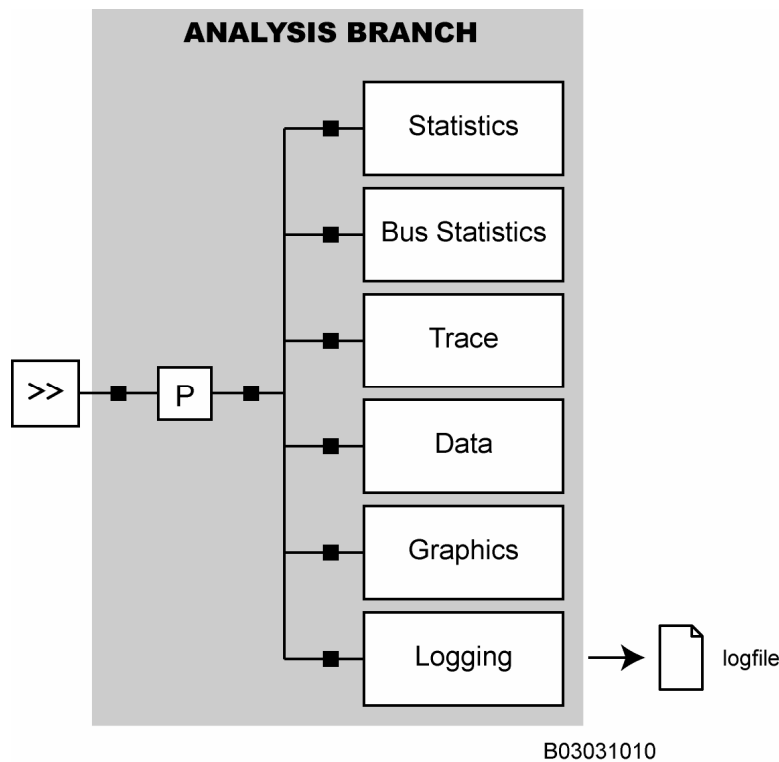 ANALYSIS BRANCH
Statistics
Bus Statistics
Trace
>>
P
Data
Graphics
Logging
logfile
B03031010